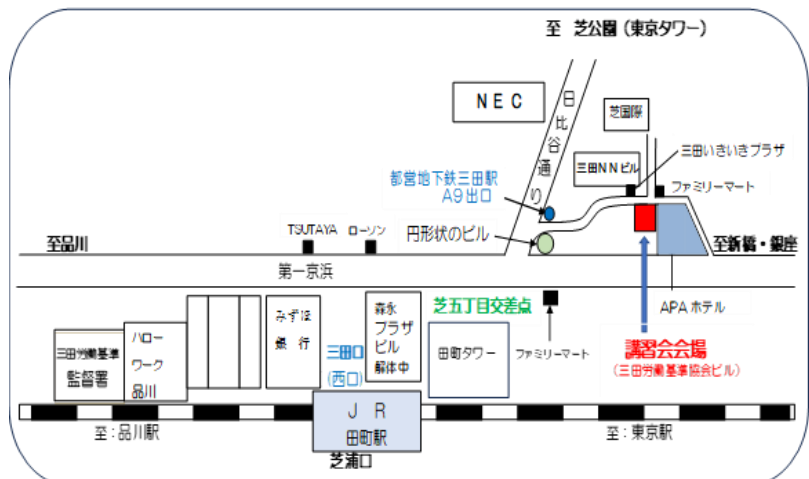 至 芝公園（東京タワー）
NEC
日比谷通り
芝国際
三田いきいきプラザ
三田NNビル
ファミリーマート
都営地下鉄三田駅
A9出口
TSUTAYA
ローソン
円形状のビル
至品川
至新橋・銀座
第一京浜
APAホテル
芝五丁目交差点
ファミリーマート
講習会会場
（三田労働基準協会ビル）
三田労働基準
監督署
ハロー
ワーク
品川
みずほ
銀行
三田口
(西口)
森永
プラザ
ビル
解体中
田町タワー
JR
田町駅
芝浦口
至：品川駅
至：東京駅